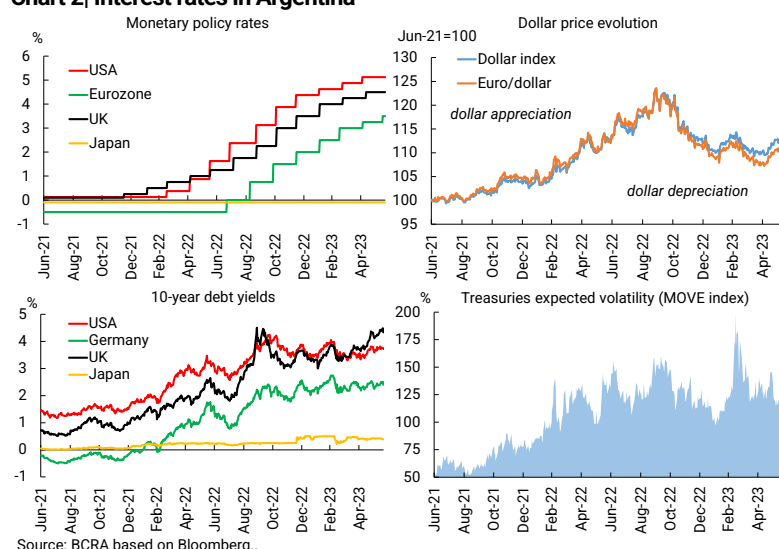 Chart 2| Interest rates in Argentina
Monetary policy rates
%
6
5
4
3
2
1
0
-1
USA
Eurozone
UK
Japan
Jun-21
Aug-21
Oct-21
Dec-21
Feb-22
Apr-22
Jun-22
Aug-22
Oct-22
Dec-22
Feb-23
Apr-23
Dollar price evolution
Jun-21=100
130
125
120
115
110
105
100
95
Dollar index
Euro/dollar
dollar appreciation
dollar depreciation
Jun-21
Aug-21
Oct-21
Dec-21
Feb-22
Apr-22
Jun-22
Aug-22
Oct-22
Dec-22
Feb-23
Apr-23
10-year debt yields
%
5
4
3
2
1
0
-1
USA
Germany
UK
Japan
Jun-21
Aug-21
Oct-21
Dec-21
Feb-22
Apr-22
Jun-22
Aug-22
Oct-22
Dec-22
Feb-23
Apr-23
Treasuries expected volatility (MOVE index)
%
200
175
150
125
100
75
50
Jun-21
Aug-21
Oct-21
Dec-21
Feb-22
Apr-22
Jun-22
Aug-22
Oct-22
Dec-22
Feb-23
Apr-23
Source: BCRA based on Bloomberg..